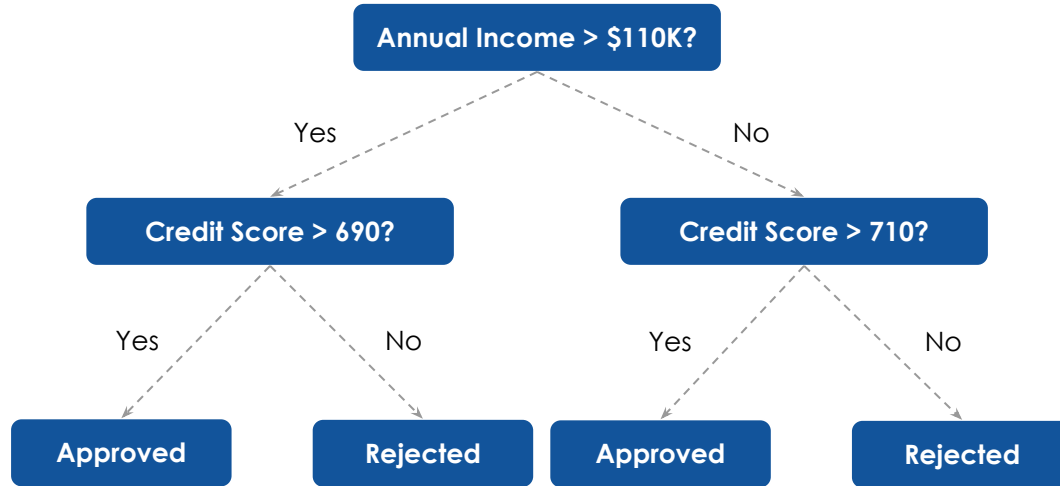 Annual Income > $110K?
Yes
No
Credit Score > 690?
Credit Score > 710?
Yes
No
Yes
No
Approved
Rejected
Approved
Rejected